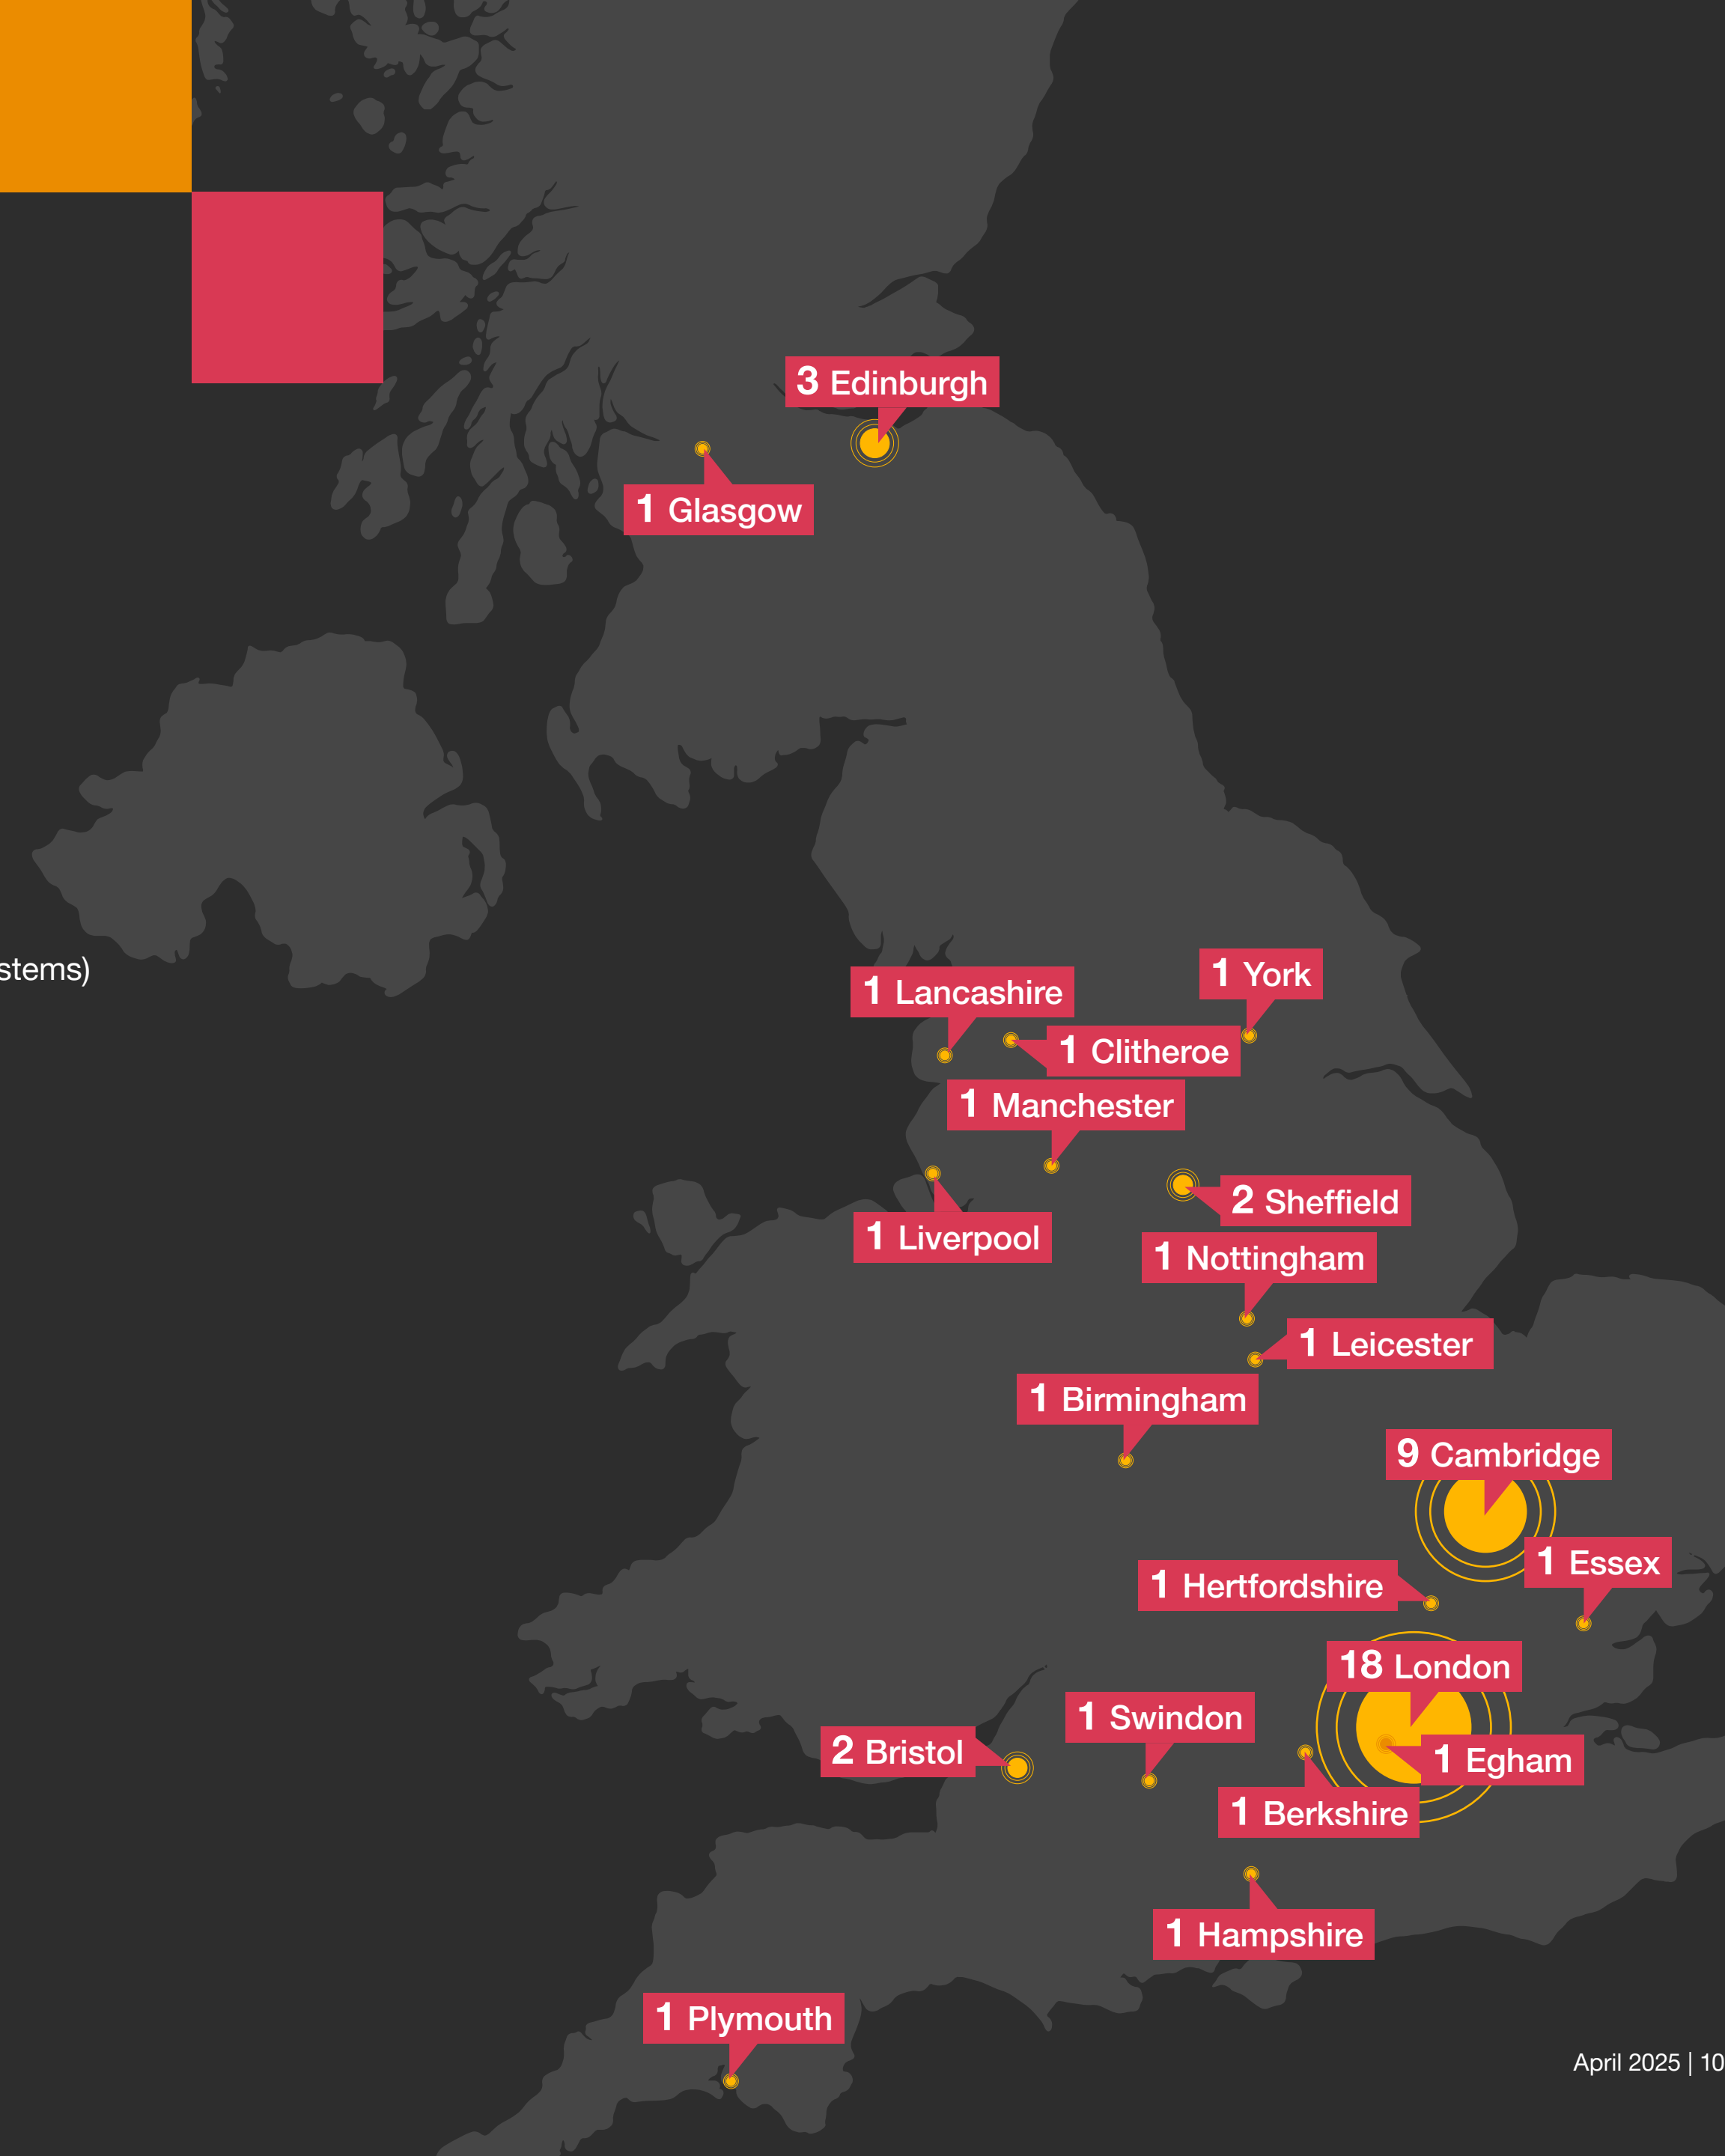 3 Edinburgh
1 Glasgow
1 York
stems)
1 Lancashire
1 Clitheroe
1 Manchester
2 Sheffield
1 Liverpool
1 Nottingham
1 Leicester
1 Birmingham
9 Cambridge
1 Essex
1 Hertfordshire
18 London
1 Swindon
2 Bristol
1 Egham
1 Berkshire
1 Hampshire
1 Plymouth
April 2025 | 10